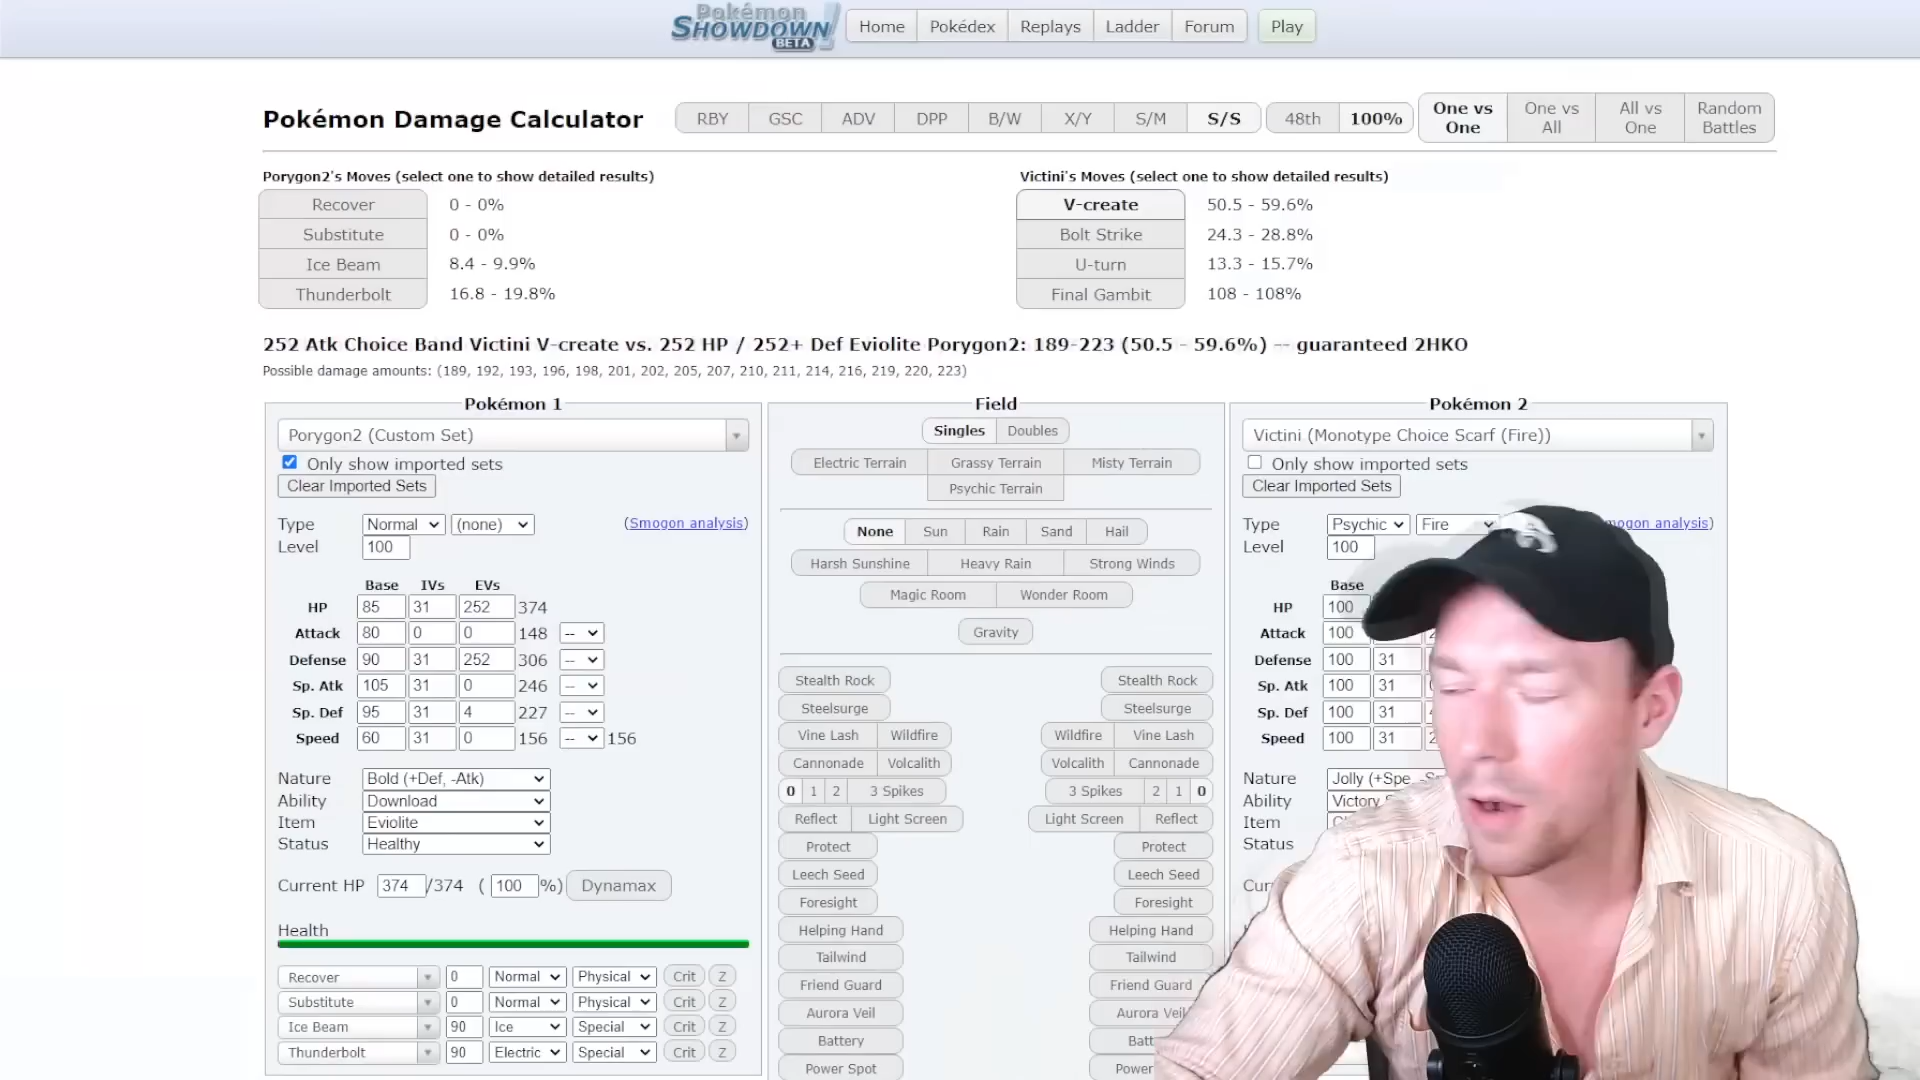 Pokémon
SHOWDOWN!
BETA
Home Pokédex Replays Ladder Forum Play
Pokémon Damage Calculator
RBY GSC ADV DPP B/W X/Y S/M S/S
48th 100%
One vs One
One vs All
All vs One
Random Battles
Porygon2's Moves (select one to show detailed results)
Recover 0 - 0%
Substitute 0 - 0%
Ice Beam 8.4 - 9.9%
Thunderbolt 16.8 - 19.8%
Victini's Moves (select one to show detailed results)
V-create 50.5 - 59.6%
Bolt Strike 24.3 - 28.8%
U-turn 13.3 - 15.7%
Final Gambit 108 - 108%
252 Atk Choice Band Victini V-create vs. 252 HP / 252+ Def Eviolite Porygon2: 189-223 (50.5 - 59.6%) -- guaranteed 2HKO
Possible damage amounts: (189, 192, 193, 196, 198, 201, 202, 205, 207, 210, 211, 214, 216, 219, 220, 223)
Pokémon 1
Porygon2 (Custom Set)
Only show imported sets
Clear Imported Sets
Type Normal (none) (Smogon analysis)
Level 100
Base IVs EVs
HP 85 31 252 374
Attack 80 0 0 148 --
Defense 90 31 252 306 --
Sp. Atk 105 31 0 246 --
Sp. Def 95 31 4 227 --
Speed 60 31 0 156 -- 156
Nature Bold (+Def, -Atk)
Ability Download
Item Eviolite
Status Healthy
Current HP 374 /374 ( 100 %) Dynamax
Health
Recover 0 Normal Physical Crit Z
Substitute 0 Normal Physical Crit Z
Ice Beam 90 Ice Special Crit Z
Thunderbolt 90 Electric Special Crit Z
Field
Singles Doubles
Electric Terrain Grassy Terrain Misty Terrain
Psychic Terrain
None Sun Rain Sand Hail
Harsh Sunshine Heavy Rain Strong Winds
Magic Room Wonder Room
Gravity
Stealth Rock Stealth Rock
Steelsurge Steelsurge
Vine Lash Wildfire Wildfire Vine Lash
Cannonade Volcalith Volcalith Cannonade
0 1 2 3 Spikes 3 Spikes 2 1 0
Reflect Light Screen Light Screen Reflect
Protect Protect
Leech Seed Leech Seed
Foresight Foresight
Helping Hand Helping Hand
Tailwind Tailwind
Friend Guard Friend Guard
Aurora Veil Aurora Veil
Battery Batt
Power Spot Power
Pokémon 2
Victini (Monotype Choice Scarf (Fire))
Only show imported sets
Clear Imported Sets
Type Psychic Fire mogon analysis)
Level 100
Base
HP 100
Attack 100
Defense 100 31
Sp. Atk 100 31
Sp. Def 100 31
Speed 100 31
Nature Jolly (+Spe, -S
Ability Victory S
Item
Status
Cur